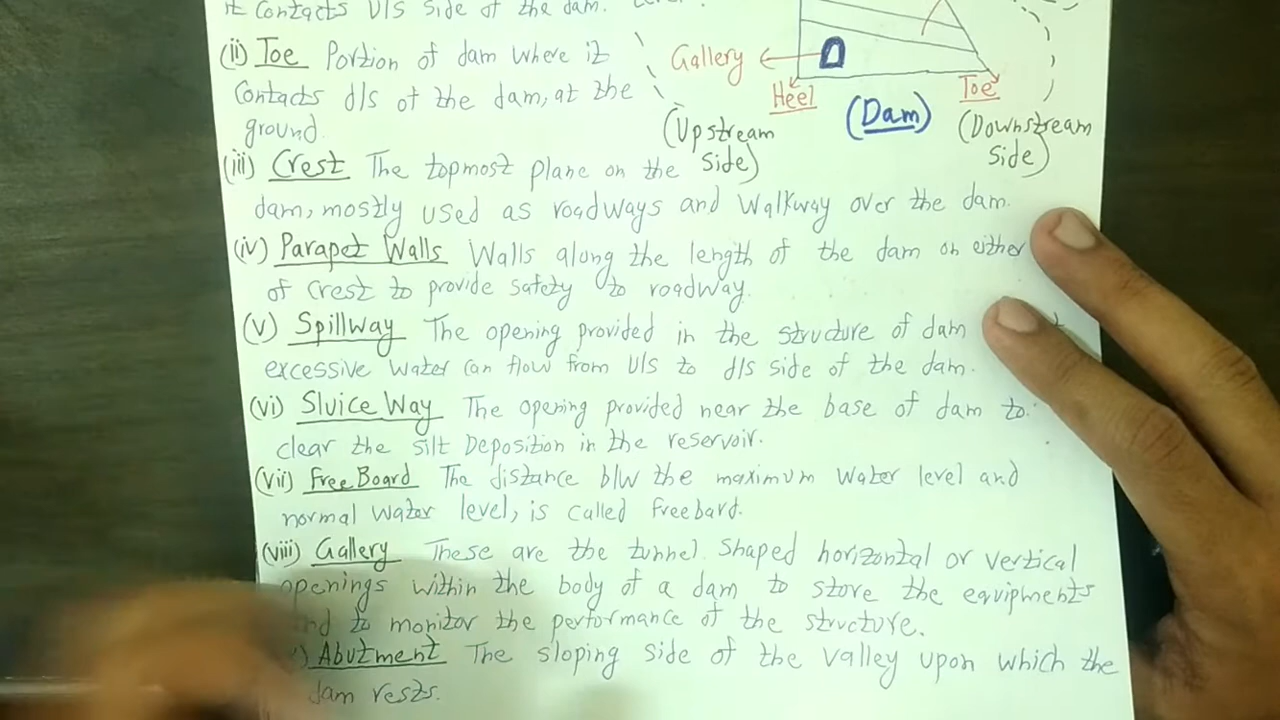 it contacts U/S side of the dam.
(ii) Toe Portion of dam where it
contacts d/s of the dam, at the
ground.
Gallery
Heel
Toe
(Dam)
(Upstream
side)
(Downstream
side)
(iii) Crest The topmost plane on the
dam, mostly used as roadways and walkway over the dam.
(iv) Parapet Walls Walls along the length of the dam on either
of crest to provide safety to roadway.
(v) Spillway The opening provided in the structure of dam
excessive water can flow from U/S to d/s side of the dam.
(vi) Sluice Way The opening provided near the base of dam to
clear the silt Deposition in the reservoir.
(vii) Free Board The distance b/w the maximum water level and
normal water level, is called freebard.
(viii) Gallery These are the tunnel shaped horizontal or vertical
openings within the body of a dam to store the equipments
to monitor the performance of the structure.
Abutment The sloping side of the valley upon which the
dam rests.